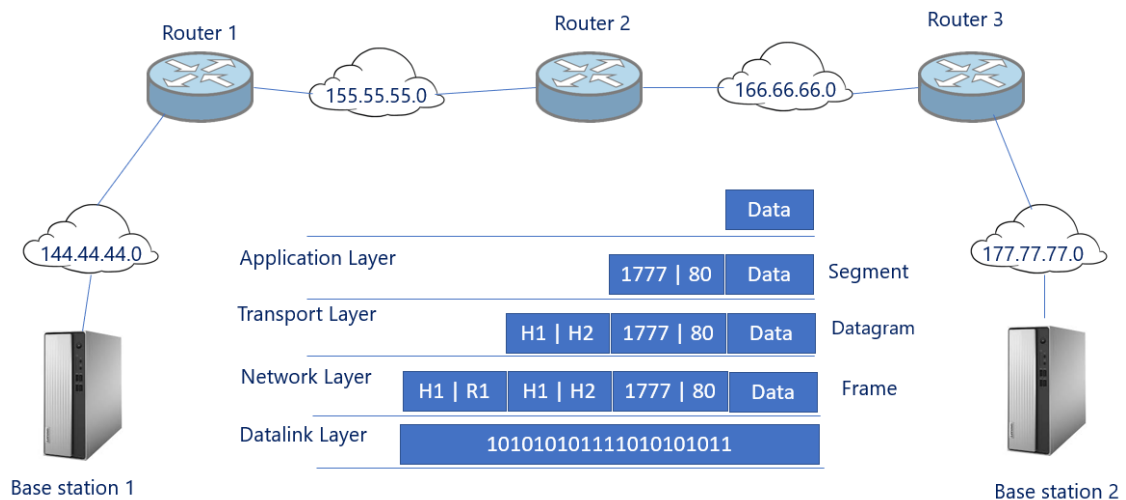 Router 1
Router 2
Router 3
155.55.55.0
166.66.66.0
144.44.44.0
177.77.77.0
Data
Application Layer
1777 | 80
Data
Segment
Transport Layer
H1 | H2
1777 | 80
Data
Datagram
Network Layer
H1 | R1
H1 | H2
1777 | 80
Data
Frame
Datalink Layer
101010101111010101011
Base station 1
Base station 2